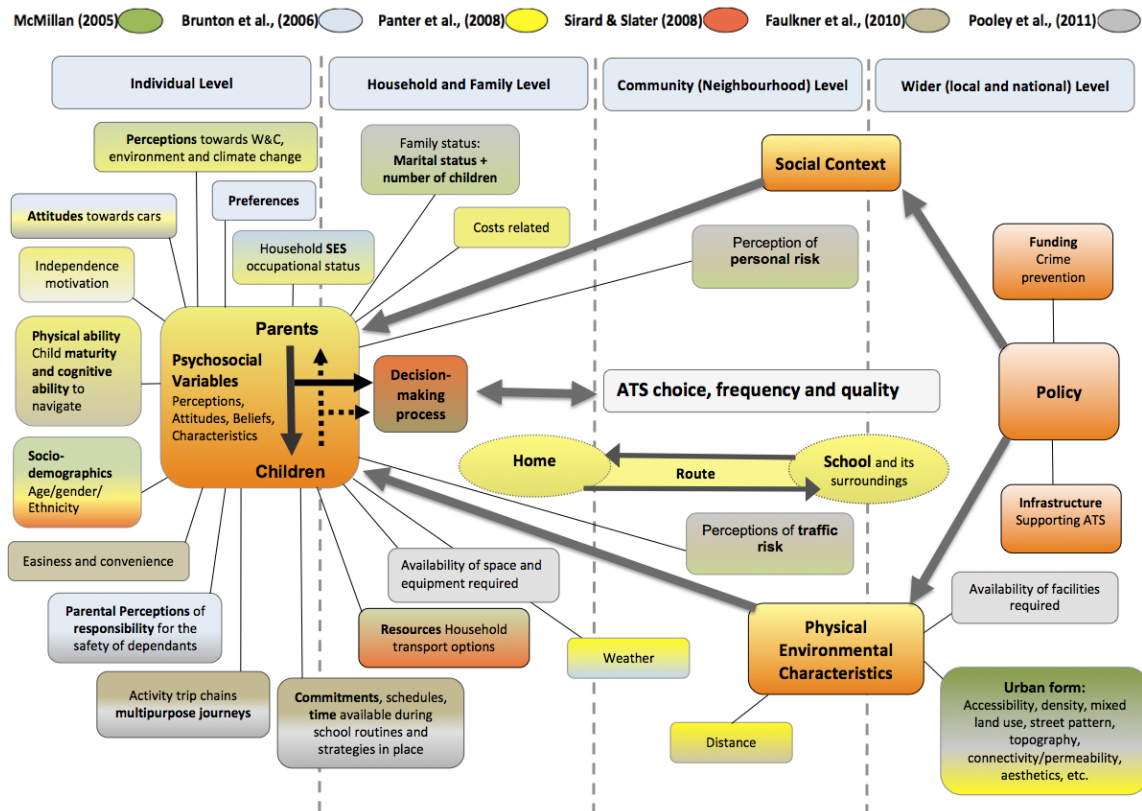 McMillan (2005)
Brunton et al., (2006)
Panter et al., (2008)
Sirard & Slater (2008)
Faulkner et al., (2010)
Pooley et al., (2011)
Individual Level
Household and Family Level
Community (Neighbourhood) Level
Wider (local and national) Level
Perceptions towards W&C,
environment and climate change
Family status:
Marital status +
number of children
Social Context
Attitudes towards cars
Preferences
Costs related
Household SES
occupational status
Perception of
personal risk
Funding
Crime
prevention
Independence
motivation
Physical ability
Child maturity
and cognitive
ability to
navigate
Parents
Psychosocial
Variables
Perceptions,
Attitudes, Beliefs,
Characteristics
Children
Decision-
making
process
ATS choice, frequency and quality
Policy
Socio-
demographics
Age/gender/
Ethnicity
Home
Route
School and its
surroundings
Infrastructure
Supporting ATS
Perceptions of traffic
risk
Easiness and convenience
Availability of space and
equipment required
Availability of facilities
required
Parental Perceptions of
responsibility for the
safety of dependants
Resources Household
transport options
Weather
Physical
Environmental
Characteristics
Activity trip chains
multipurpose journeys
Commitments, schedules,
time available during
school routines and
strategies in place
Distance
Urban form:
Accessibility, density, mixed
land use, street pattern,
topography,
connectivity/permeability,
aesthetics, etc.